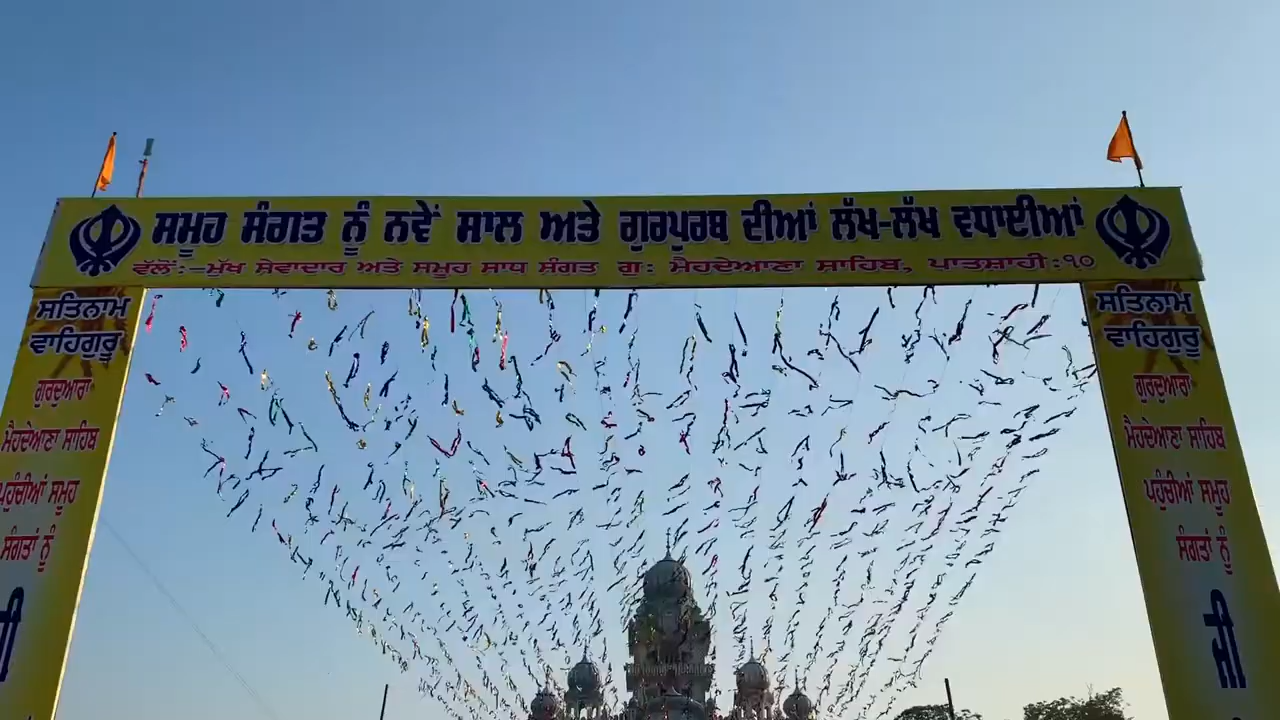 ਸਮੂਹ ਸੰਗਤ ਨੂੰ ਨਵੇਂ ਸਾਲ ਅਤੇ ਗੁਰਪੁਰਬ ਦੀਆਂ ਲੱਖ-ਲੱਖ ਵਧਾਈਆਂ
ਵੱਲੋਂ:-ਮੁੱਖ ਸੇਵਾਦਾਰ ਅਤੇ ਸਮੂਹ ਸਾਧ ਸੰਗਤ ਗੁ: ਮੈਹਦੇਆਣਾ ਸਾਹਿਬ, ਪਾਤਸ਼ਾਹੀ:੧੦
ਸਤਿਨਾਮ
ਵਾਹਿਗੁਰੂ
ਗੁਰਦੁਆਰਾ
ਮੈਹਦੇਆਣਾ ਸਾਹਿਬ
ਪਹੁੰਚੀਆਂ ਸਮੂਹ
ਸੰਗਤਾਂ ਨੂੰ
ਸਤਿਨਾਮ
ਵਾਹਿਗੁਰੂ
ਗੁਰਦੁਆਰਾ
ਮੈਹਦੇਆਣਾ ਸਾਹਿਬ
ਪਹੁੰਚੀਆਂ ਸਮੂਹ
ਸੰਗਤਾਂ ਨੂੰ
ਜੀ